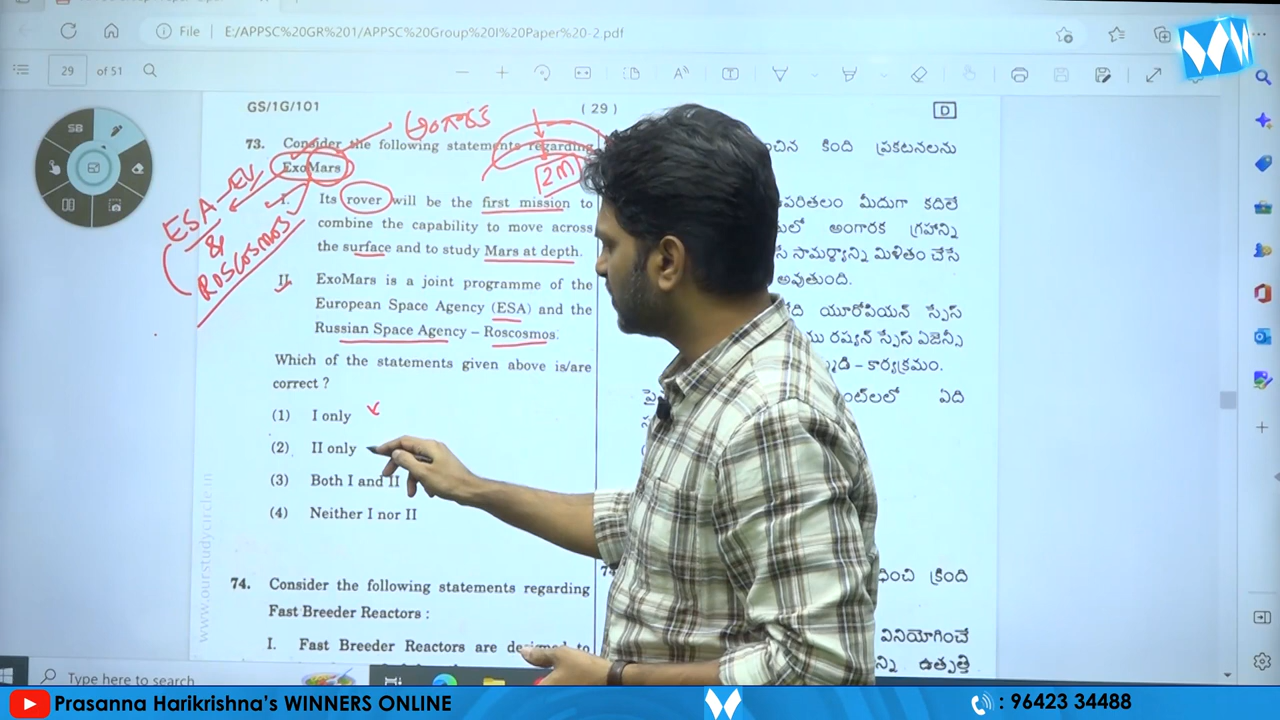 File E:/APPSC%20GR%201/APPSC%20Group%20I%20Paper%20-2.pdf
29 of 51
GS/1G/101 (29) D
73. Consider the following statements regarding
ExoMars
I. Its rover will be the first mission to
combine the capability to move across
the surface and to study Mars at depth.
II. ExoMars is a joint programme of the
European Space Agency (ESA) and the
Russian Space Agency – Roscosmos.
Which of the statements given above is/are
correct ?
(1) I only
(2) II only
(3) Both I and II
(4) Neither I nor II
74. Consider the following statements regarding
Fast Breeder Reactors :
I. Fast Breeder Reactors are designed to
కింది ప్రకటనలను
మీదుగా కదిలే
అంగారక గ్రహాన్ని
మిళితం చేసే
అవుతుంది.
యూరోపియన్ స్పేస్
రష్యన్ స్పేస్ ఏజెన్సీ
కార్యక్రమం.
ఏది
క్రింది
వినియోగించే
అంగారక
2M
ESA - EU
&
ROSCOSMOS
SB
www.ourstudycircle.in
Type here to search
W
Prasanna Harikrishna's WINNERS ONLINE
: 96423 34488